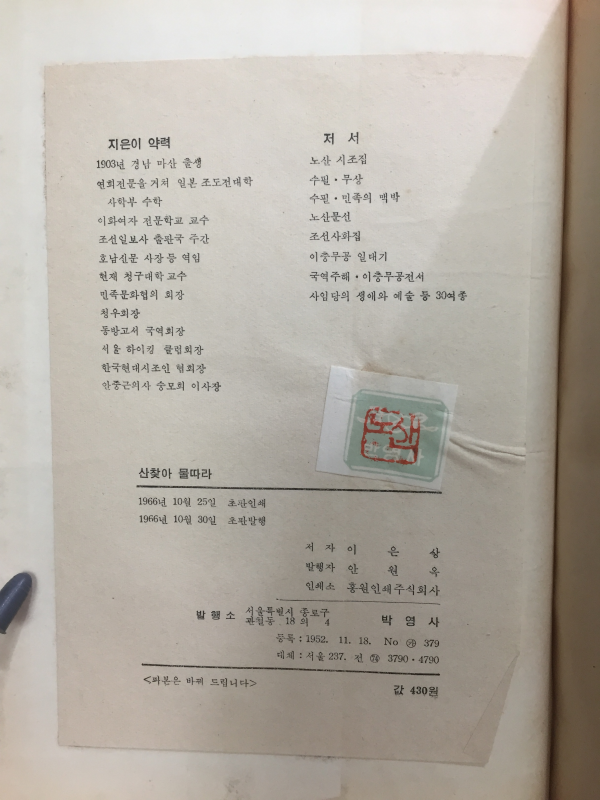 지은이 약력
1903년 경남 마산 출생
연희전문을 거쳐 일본 조도전대학
사학부 수학
이화여자 전문학교 교수
조선일보사 출판국 주간
호남신문 사장 등 역임
현재 청구대학 교수
민족문화협의 회장
청우회장
동방고서 국역회장
서울 하이킹 클럽회장
한국현대시조인 협회장
안중근의사 숭모회 이사장
저 서
노산 시조집
수필·무상
수필·민족의 맥박
노산문선
조선사화집
이충무공 일대기
국역주해·이충무공전서
사임당의 생애와 예술 등 30여종
노산
박영사
산찾아 물따라
1966년 10월 25일 초판인쇄
1966년 10월 30일 초판발행
저 자 이 은 상
발행자 안 원 옥
인쇄소 홍원인쇄주식회사
발 행 소 서울특별시 종로구
관철동 18의 4 박 영 사
등록 : 1952. 11. 18. No ㉮ 379
대체 : 서울 237. 전 ㉔ 3790·4790
<파본은 바꿔 드립니다>
값 430원